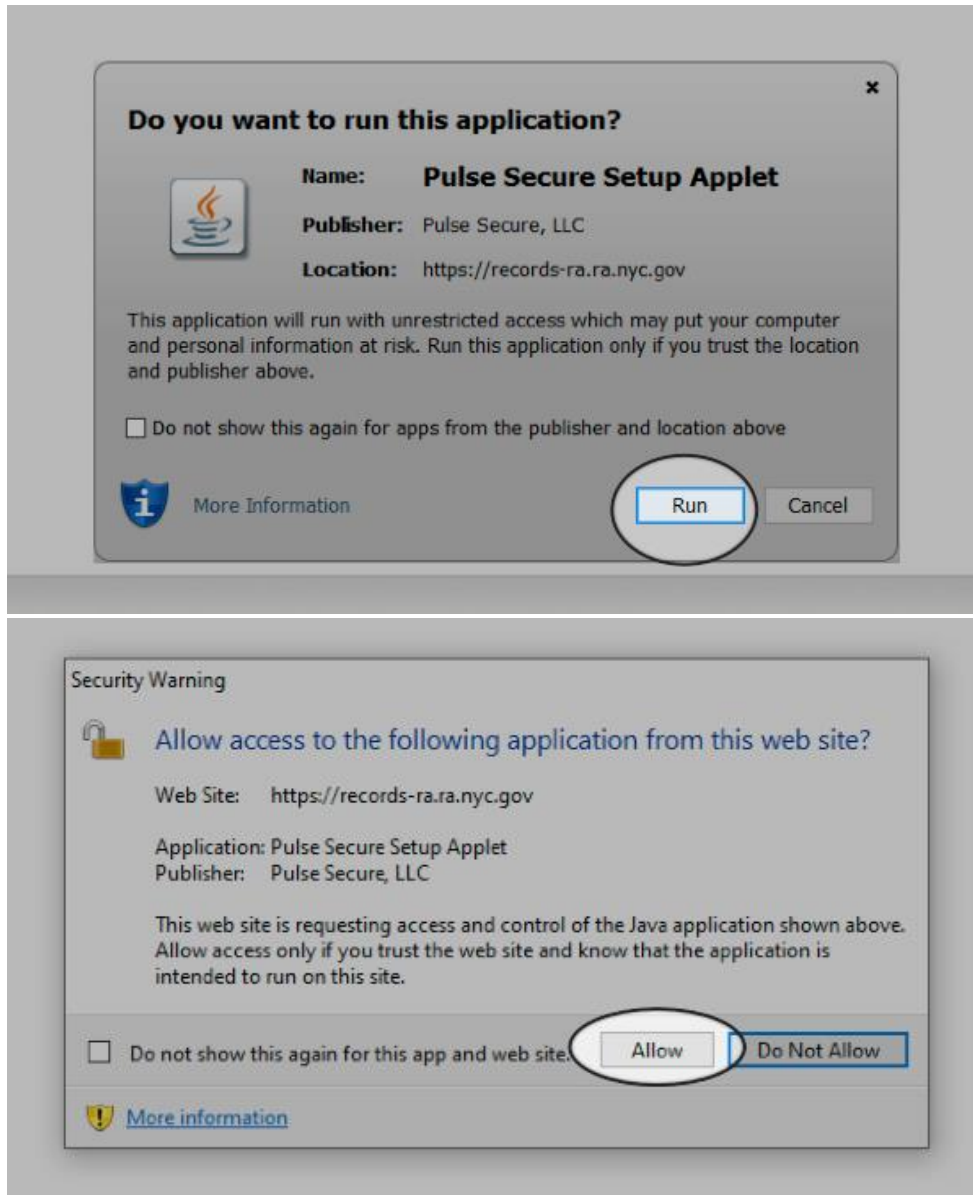 Do you want to run this application?
Name: Pulse Secure Setup Applet
Publisher: Pulse Secure, LLC
Location: https://records-ra.ra.nyc.gov
This application will run with unrestricted access which may put your computer
and personal information at risk. Run this application only if you trust the location
and publisher above.
Do not show this again for apps from the publisher and location above
More Information Run Cancel
Security Warning
Allow access to the following application from this web site?
Web Site: https://records-ra.ra.nyc.gov
Application: Pulse Secure Setup Applet
Publisher: Pulse Secure, LLC
This web site is requesting access and control of the Java application shown above.
Allow access only if you trust the web site and know that the application is
intended to run on this site.
Do not show this again for this app and web site. Allow Do Not Allow
More information